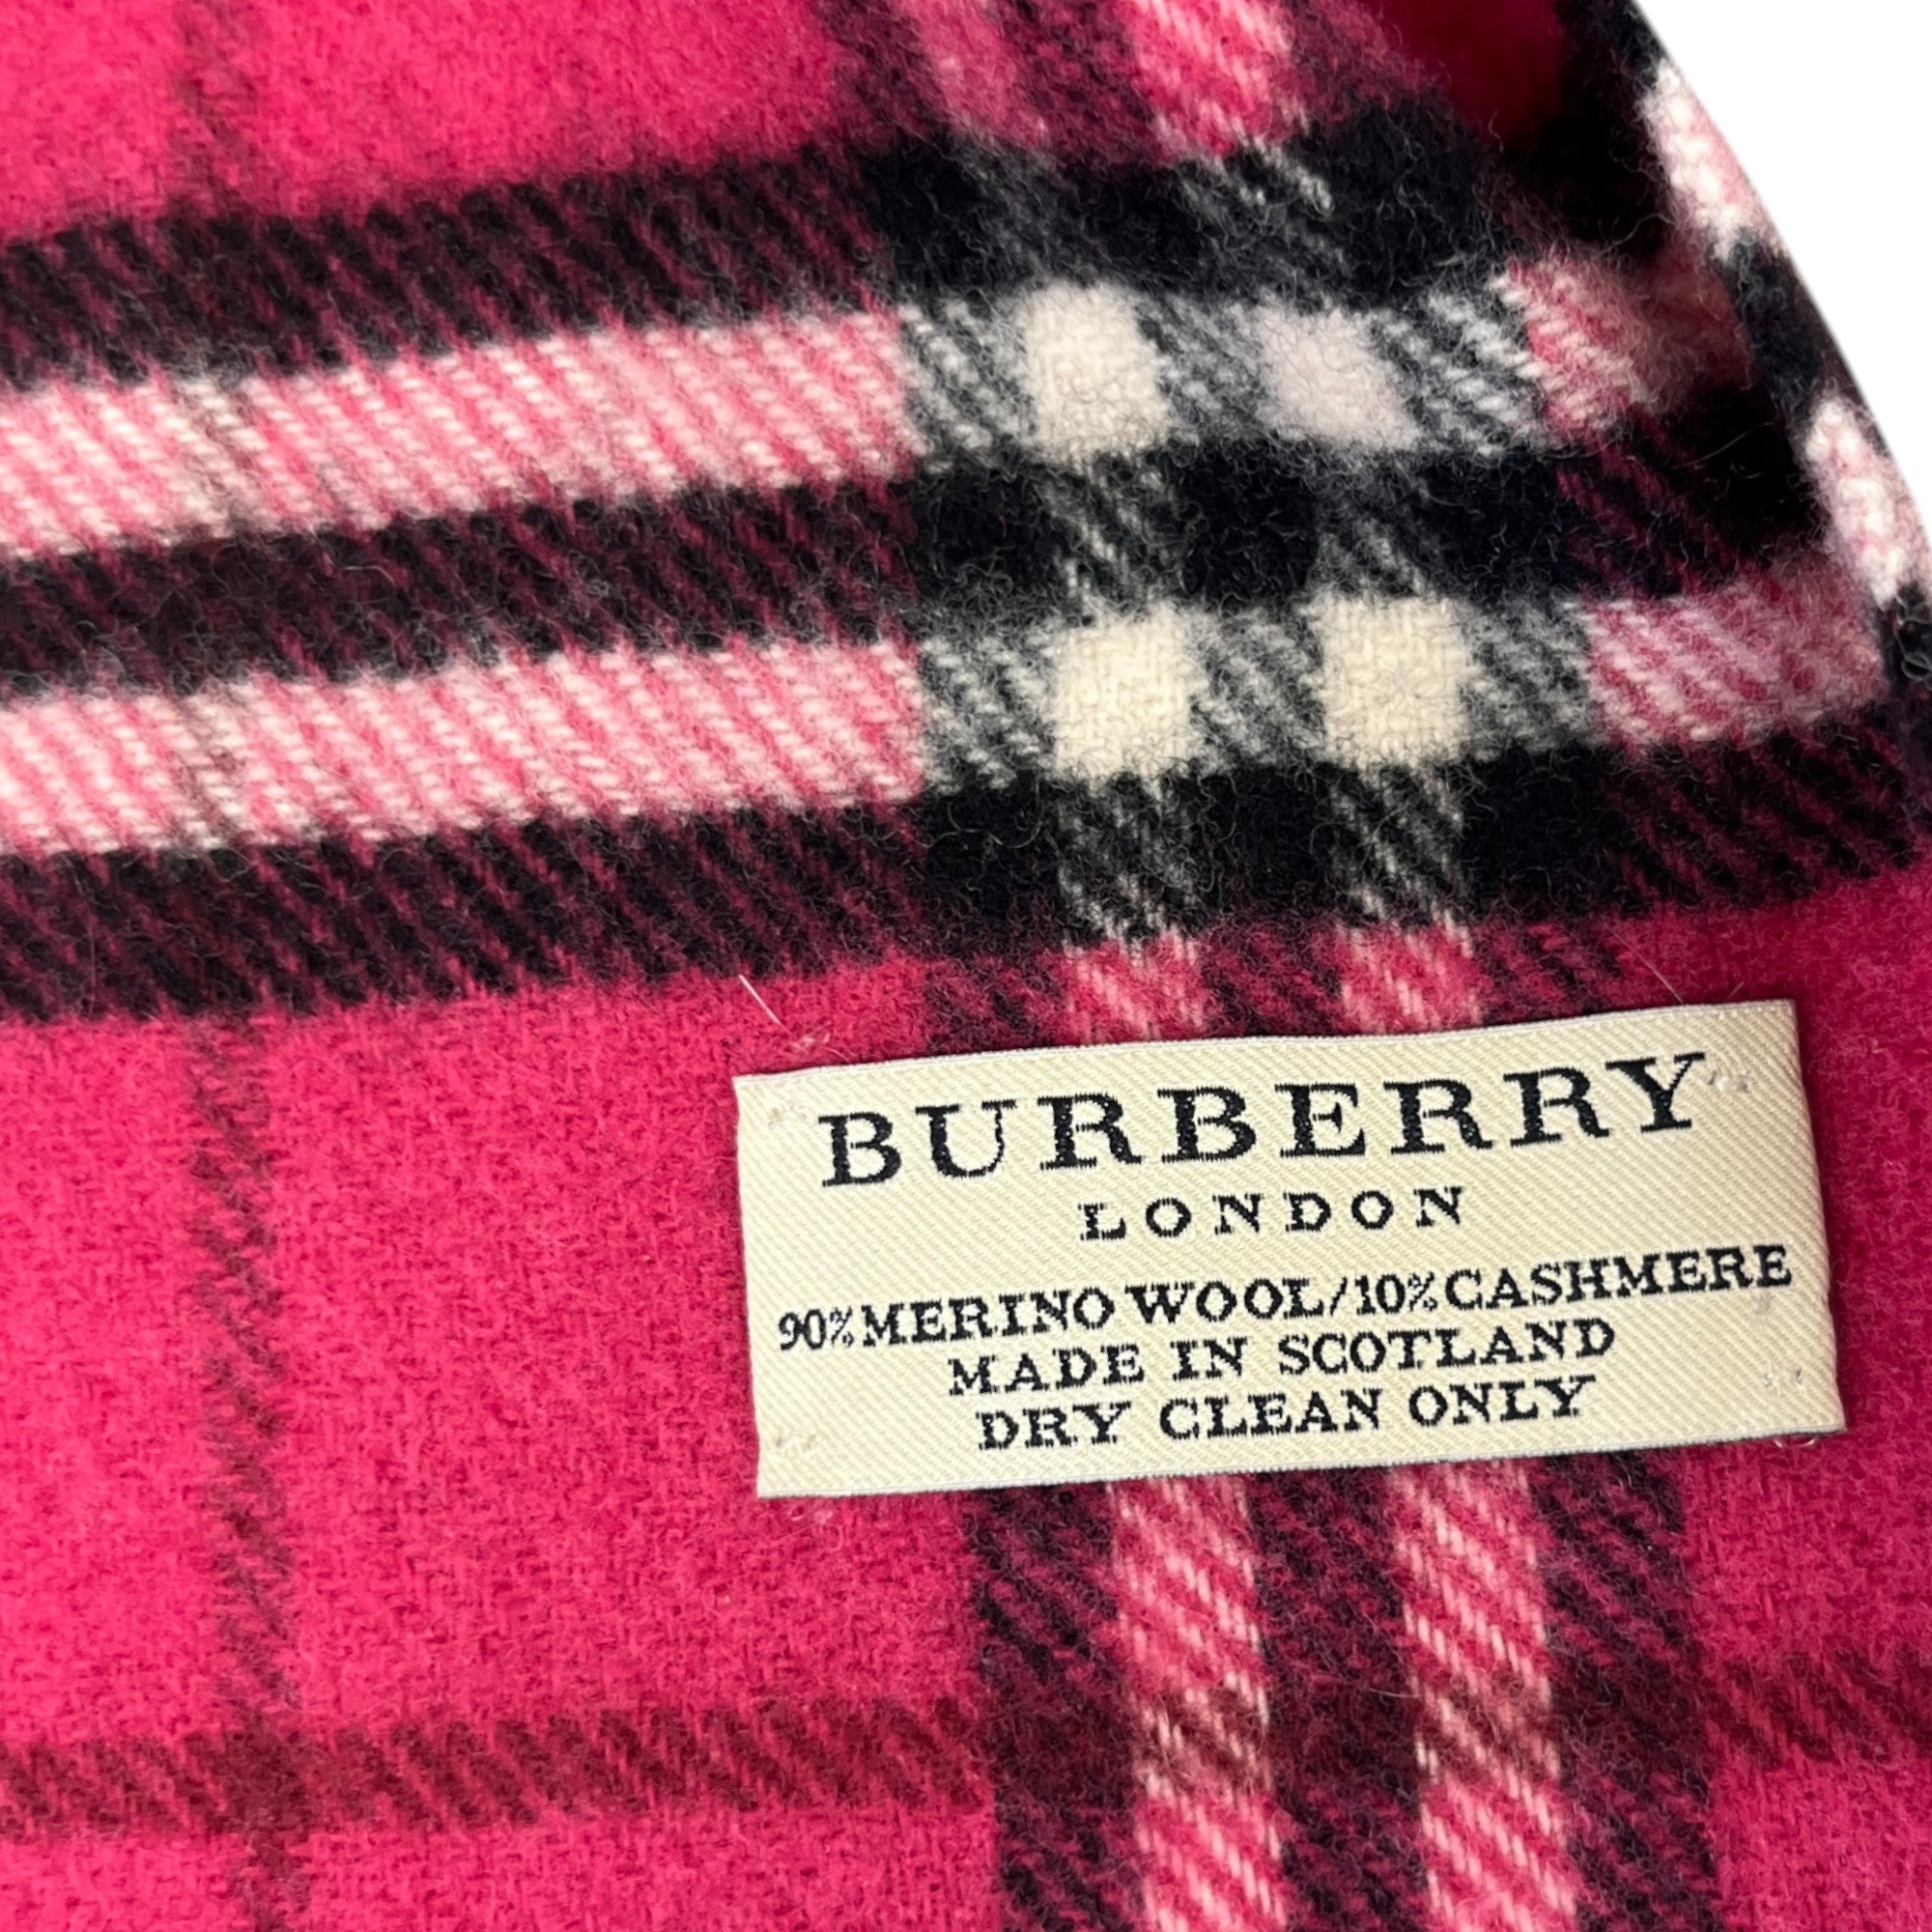 BURBERRY
LONDON
90% MERINO WOOL/10% CASHMERE
MADE IN SCOTLAND
DRY CLEAN ONLY